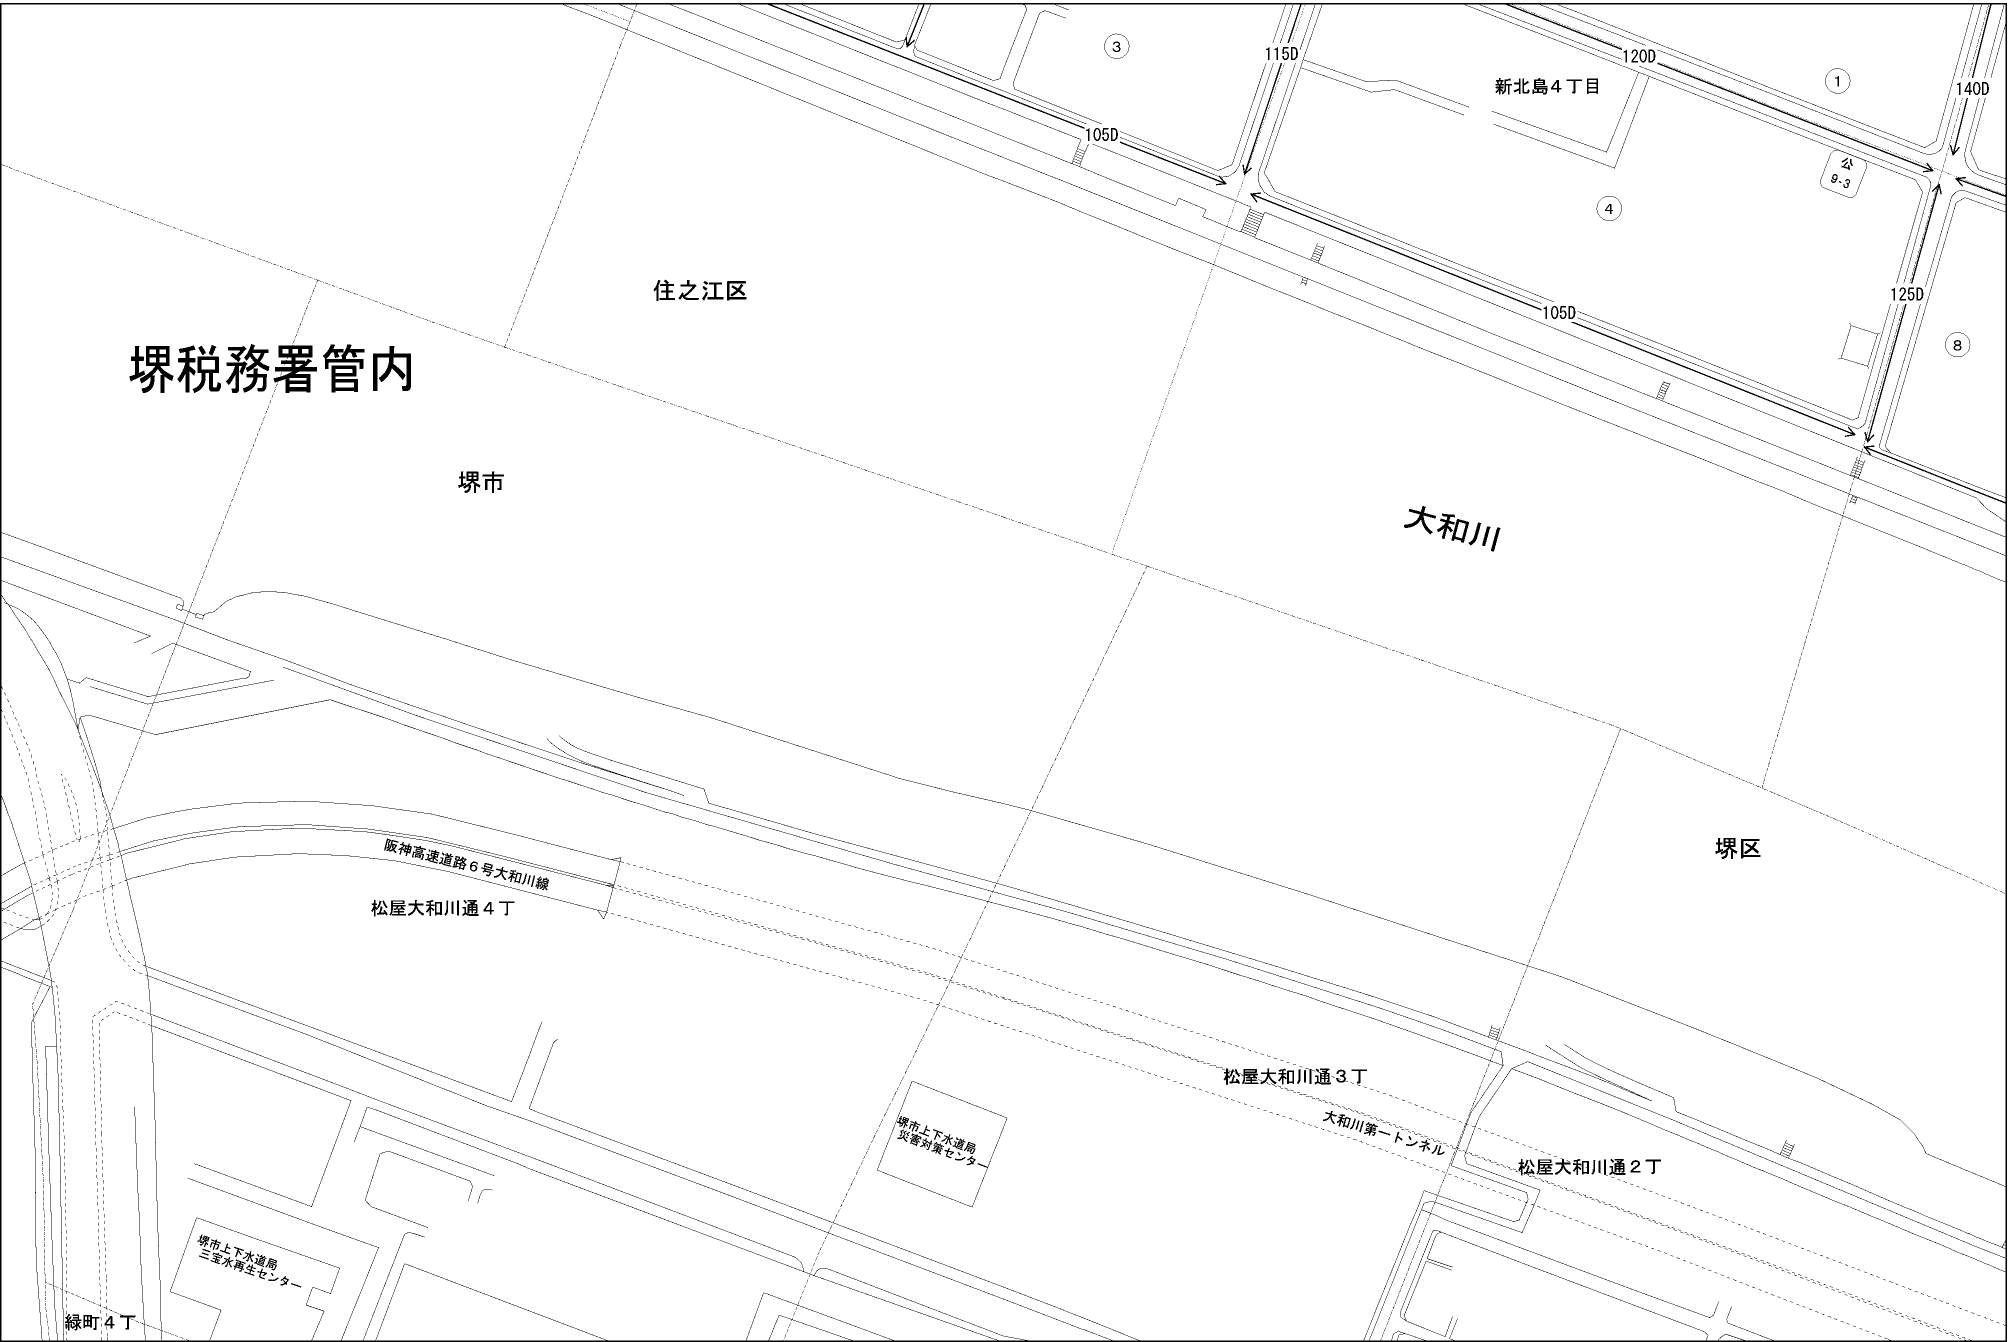 ③
115D
120D
新北島４丁目
①
140D
105D
公
9-3
④
住之江区
125D
105D
⑧
堺税務署管内
堺市
大和川
堺区
阪神高速道路６号大和川線
松屋大和川通４丁
松屋大和川通３丁
大和川第一トンネル
堺市上下水道局
災害対策センター
松屋大和川通２丁
堺市上下水道局
三宝水再生センター
緑町４丁